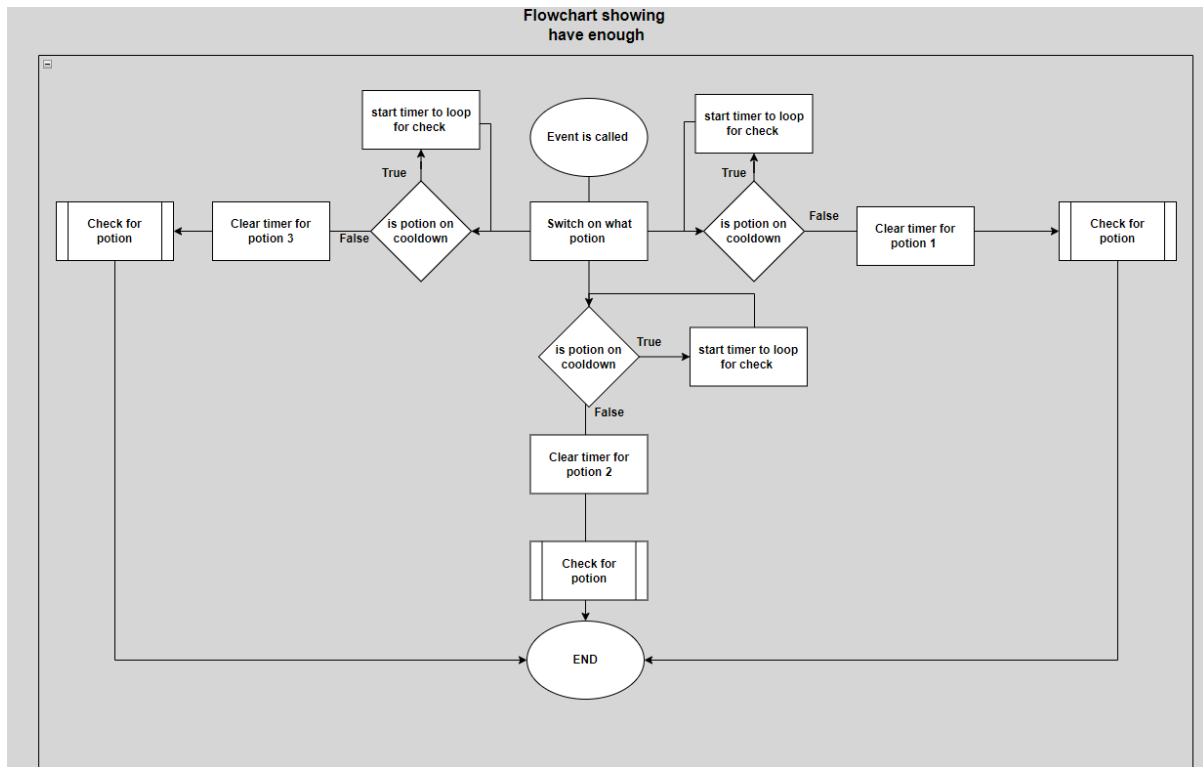 Flowchart showing
have enough
start timer to loop
for check
Event is called
start timer to loop
for check
True
True
Check for
potion
Clear timer for
potion 3
False
is potion on
cooldown
Switch on what
potion
is potion on
cooldown
False
Clear timer for
potion 1
Check for
potion
is potion on
cooldown
True
start timer to loop
for check
False
Clear timer for
potion 2
Check for
potion
END